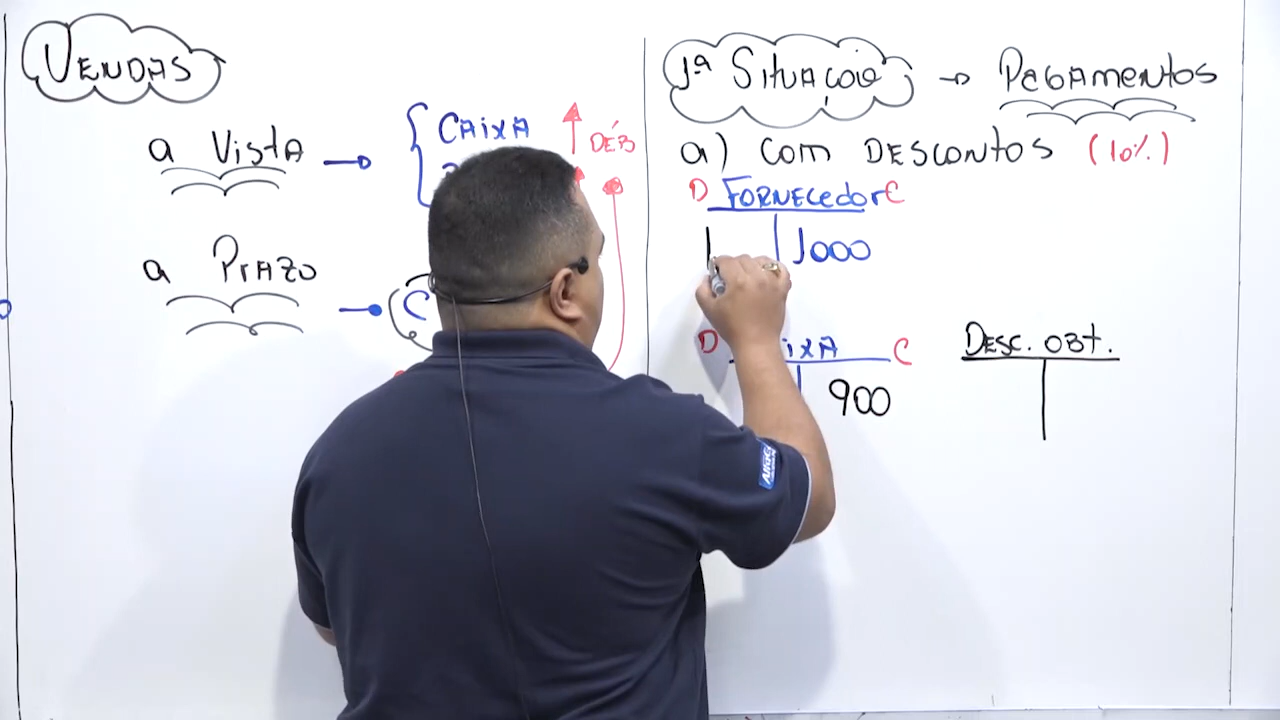 VENDAS
a VistA
CAixA
DÉB
a PrAZO
C
1ª SituAção → PAGAmentos
a) com DESCONTOS (10%)
D FORNECEdor C
1000
D C
900
DESC. OBt.